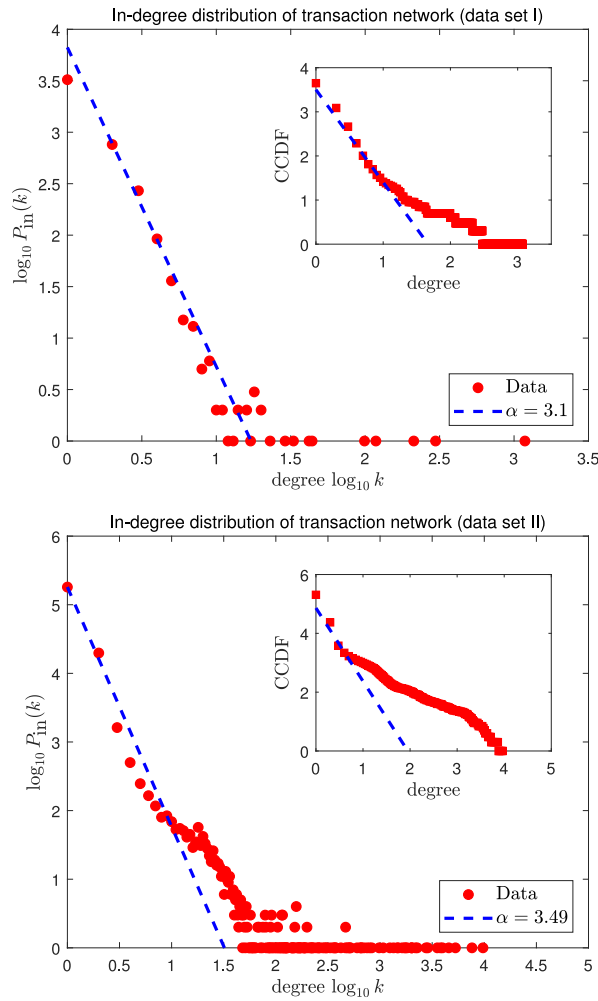 In-degree distribution of transaction network (data set I)
4
3.5
3
2.5
2
1.5
1
0.5
0
log₁₀ Pᵢₙ(k)
0 0.5 1 1.5 2 2.5 3 3.5
degree log₁₀ k
4
3
2
1
0
CCDF
0 1 2 3
degree
Data
α = 3.1
In-degree distribution of transaction network (data set II)
6
5
4
3
2
1
0
log₁₀ Pᵢₙ(k)
0 0.5 1 1.5 2 2.5 3 3.5 4 4.5 5
degree log₁₀ k
6
4
2
0
CCDF
0 1 2 3 4 5
degree
Data
α = 3.49